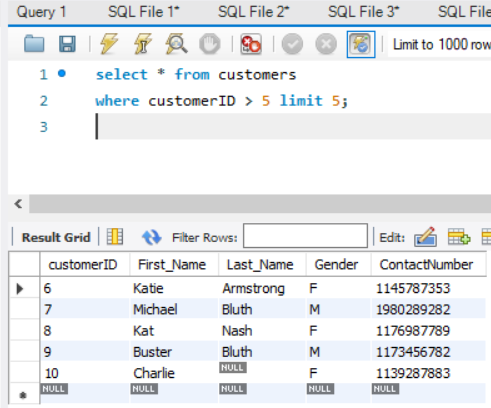 Query 1 SQL File 1* SQL File 2* SQL File 3* SQL File
Limit to 1000 row
1 select * from customers
2 where customerID > 5 limit 5;
3
Result Grid Filter Rows: Edit:
customerID First_Name Last_Name Gender ContactNumber
6 Katie Armstrong F 1145787353
7 Michael Bluth M 1980289282
8 Kat Nash F 1176987789
9 Buster Bluth M 1173456782
10 Charlie NULL F 1139287883
NULL NULL NULL NULL NULL